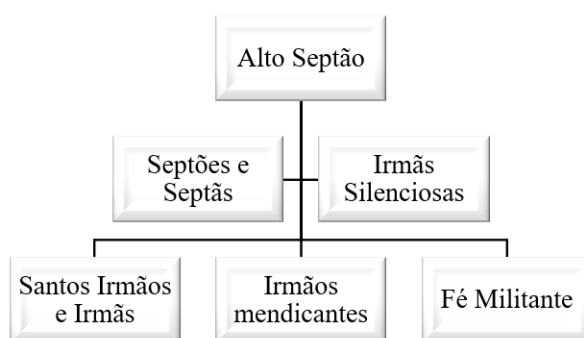 Alto Septão
Septões e
Septãs
Irmãs
Silenciosas
Santos Irmãos
e Irmãs
Irmãos
mendicantes
Fé Militante